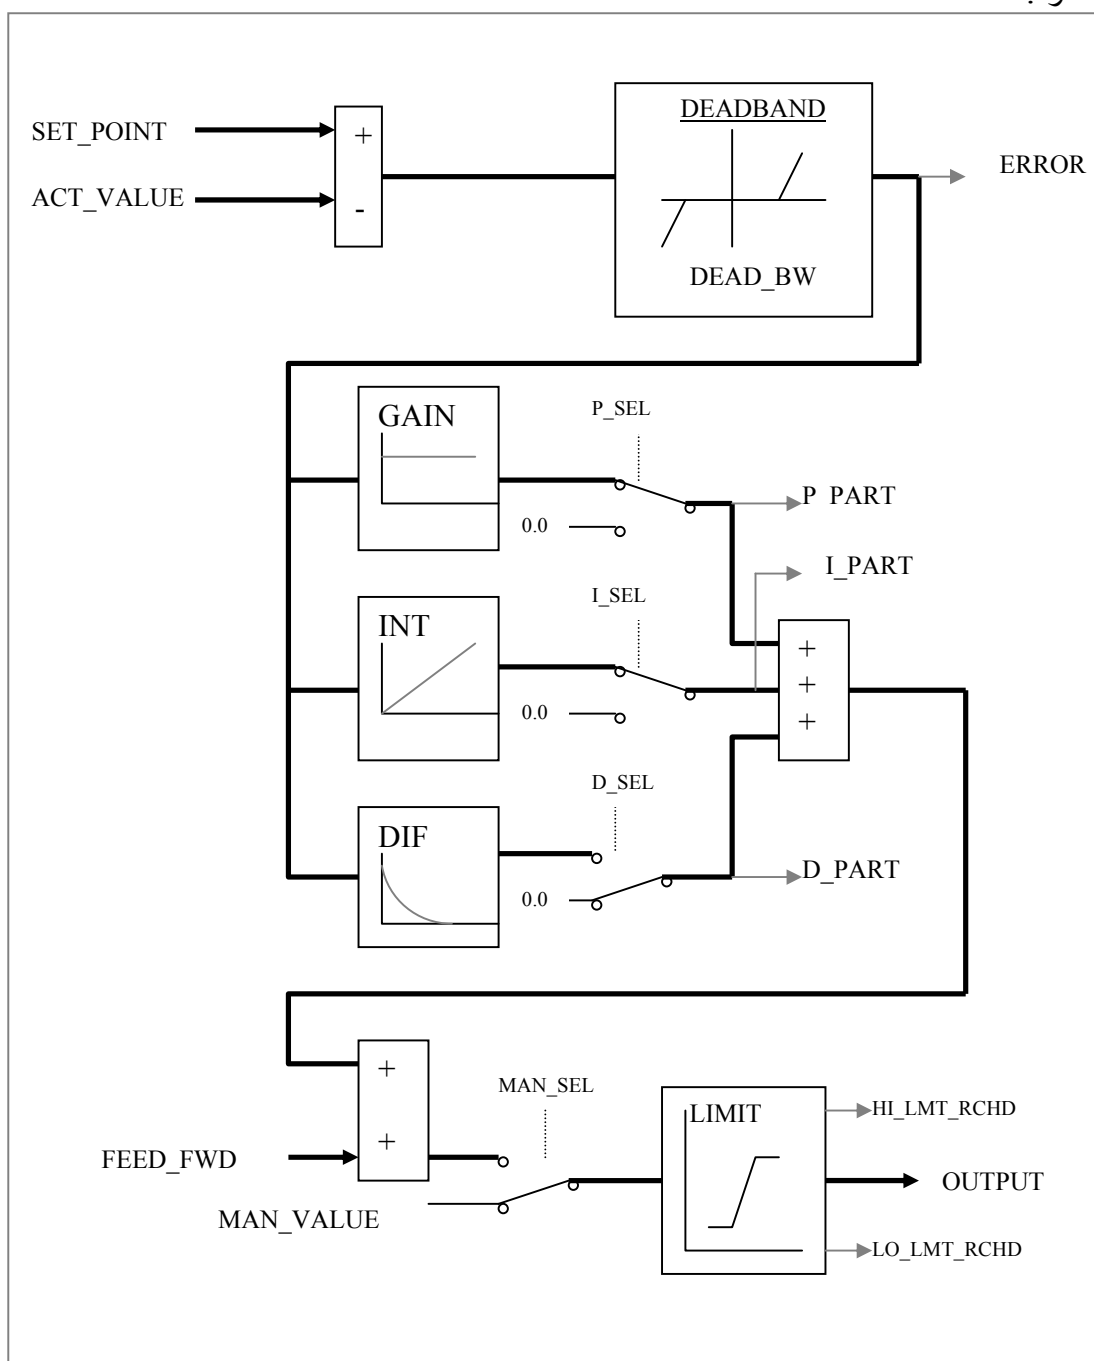 DEADBAND
SET_POINT
+
ERROR
ACT_VALUE
-
DEAD_BW
GAIN
P_SEL
P PART
0.0
I_PART
INT
I_SEL
+
+
0.0
+
D_SEL
DIF
D_PART
0.0
+
MAN_SEL
LIMIT
HI_LMT_RCHD
+
FEED_FWD
OUTPUT
MAN_VALUE
LO_LMT_RCHD